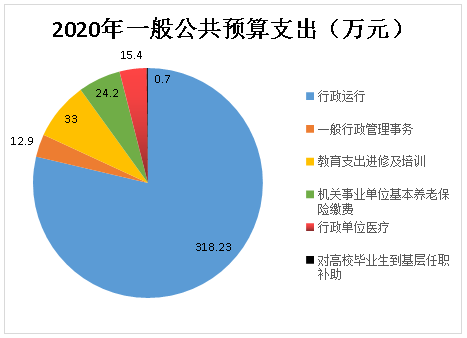 2020年一般公共预算支出（万元）
15.4
0.7
24.2
33
12.9
318.23
行政运行
一般行政管理事务
教育支出进修及培训
机关事业单位基本养老保
险缴费
行政单位医疗
对高校毕业生到基层任职
补助